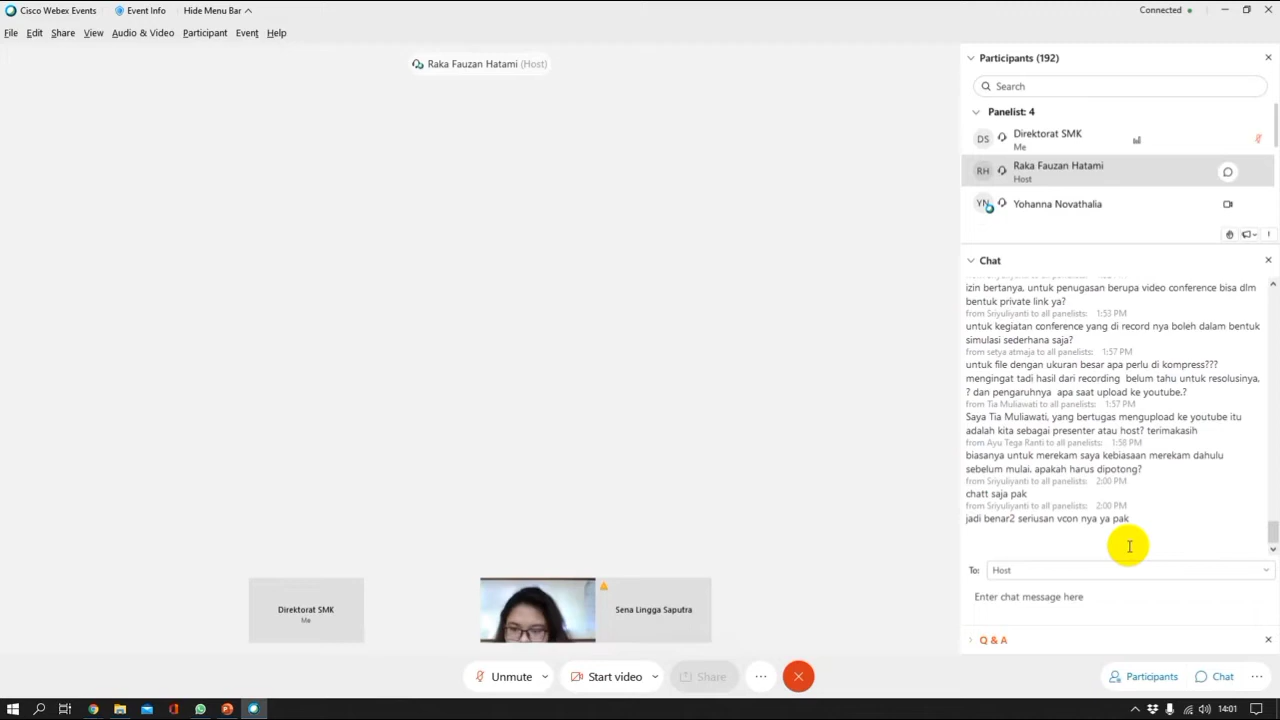 Cisco Webex Events
Event Info
Hide Menu Bar
Connected
File Edit Share View Audio & Video Participant Event Help
Raka Fauzan Hatami (Host)
Participants (192)
Search
Panelist: 4
DS
Direktorat SMK
Me
RH
Raka Fauzan Hatami
Host
YN
Yohanna Novathalia
Chat
izin bertanya, untuk penugasan berupa video conference bisa dlm
bentuk private link ya?
from Sriyuliyanti to all panelists: 1:53 PM
untuk kegiatan conference yang di record nya boleh dalam bentuk
simulasi sederhana saja?
from setya atmaja to all panelists: 1:57 PM
untuk file dengan ukuran besar apa perlu di kompress???
mengingat tadi hasil dari recording belum tahu untuk resolusinya,
? dan pengaruhnya apa saat upload ke youtube.?
from Tia Muliawati to all panelists: 1:57 PM
Saya Tia Muliawati, yang bertugas mengupload ke youtube itu
adalah kita sebagai presenter atau host? terimakasih
from Ayu Tega Ranti to all panelists: 1:58 PM
biasanya untuk merekam saya kebiasaan merekam dahulu
sebelum mulai. apakah harus dipotong?
from Sriyuliyanti to all panelists: 2:00 PM
chatt saja pak
from Sriyuliyanti to all panelists: 2:00 PM
jadi benar2 seriusan vcon nya ya pak
To: Host
Enter chat message here
Q & A
Direktorat SMK
Me
Sena Lingga Saputra
Unmute
Start video
Share
Participants
Chat
14:01